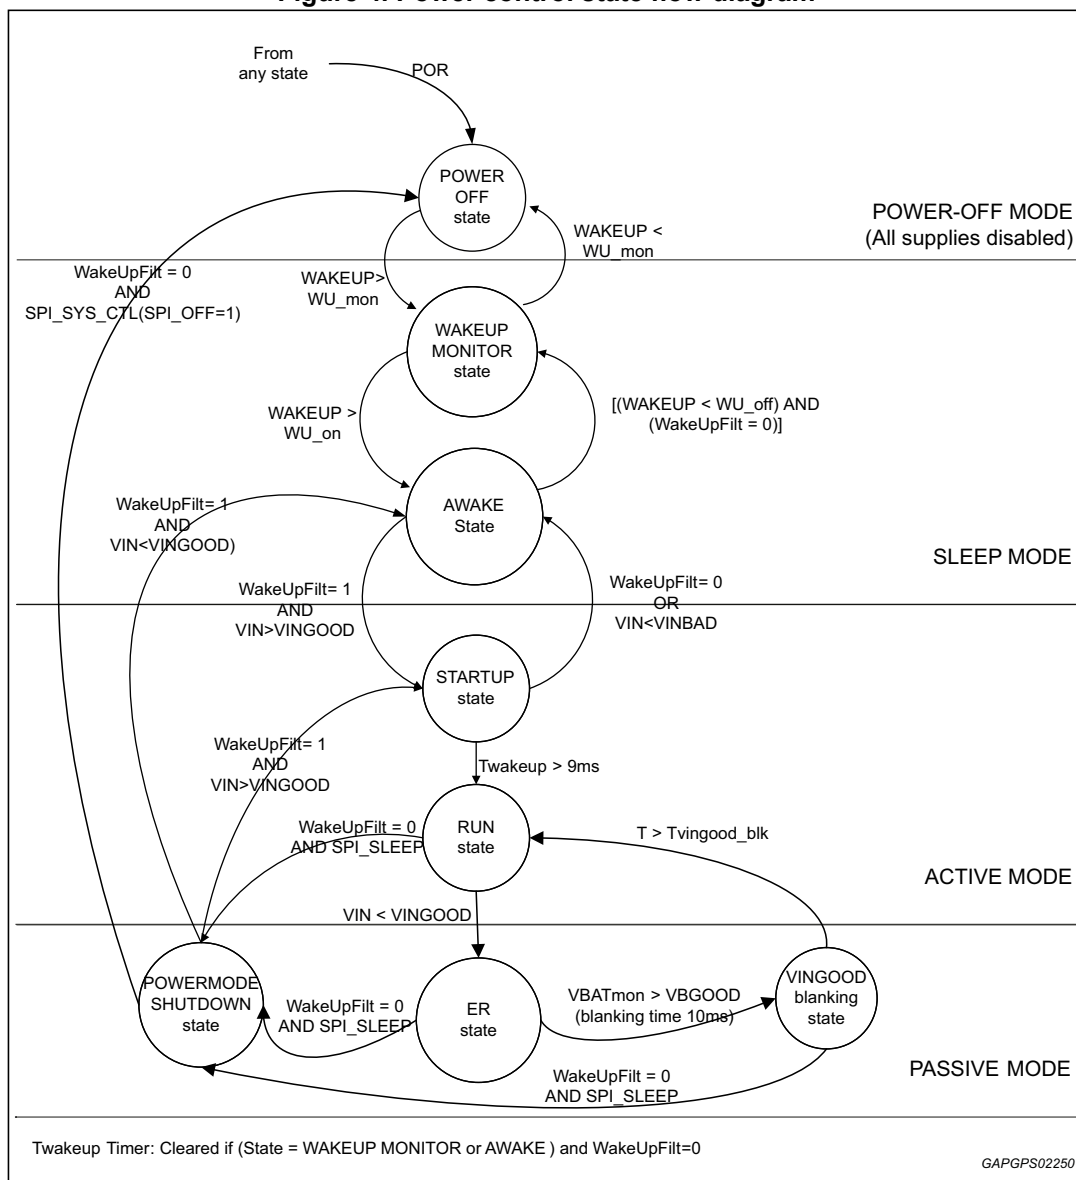 Figure 4. Power control state flow diagram
From
any state
POR
POWER
OFF
state
POWER-OFF MODE
(All supplies disabled)
WAKEUP <
WU_mon
WakeUpFilt = 0
AND
SPI_SYS_CTL(SPI_OFF=1)
WAKEUP>
WU_mon
WAKEUP
MONITOR
state
WAKEUP >
WU_on
[(WAKEUP < WU_off) AND
(WakeUpFilt = 0)]
AWAKE
State
WakeUpFilt= 1
AND
VIN<VINGOOD)
SLEEP MODE
WakeUpFilt= 1
AND
VIN>VINGOOD
WakeUpFilt= 0
OR
VIN<VINBAD
STARTUP
state
WakeUpFilt= 1
AND
VIN>VINGOOD
Twakeup > 9ms
RUN
state
WakeUpFilt = 0
AND SPI_SLEEP
T > Tvingood_blk
ACTIVE MODE
VIN < VINGOOD
POWERMODE
SHUTDOWN
state
WakeUpFilt = 0
AND SPI_SLEEP
ER
state
VBATmon > VBGOOD
(blanking time 10ms)
VINGOOD
blanking
state
PASSIVE MODE
WakeUpFilt = 0
AND SPI_SLEEP
Twakeup Timer: Cleared if (State = WAKEUP MONITOR or AWAKE ) and WakeUpFilt=0
GAPGPS02250